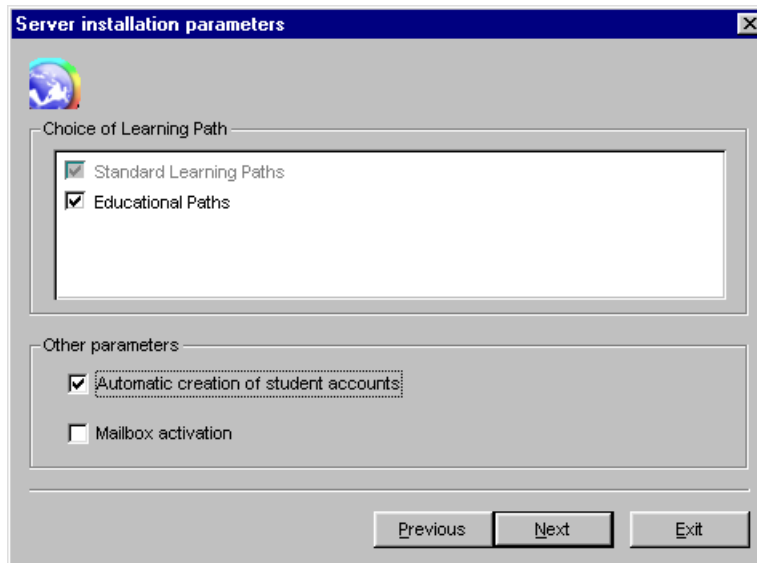 Server installation parameters
Choice of Learning Path
Standard Learning Paths
Educational Paths
Other parameters
Automatic creation of student accounts
Mailbox activation
Previous Next Exit